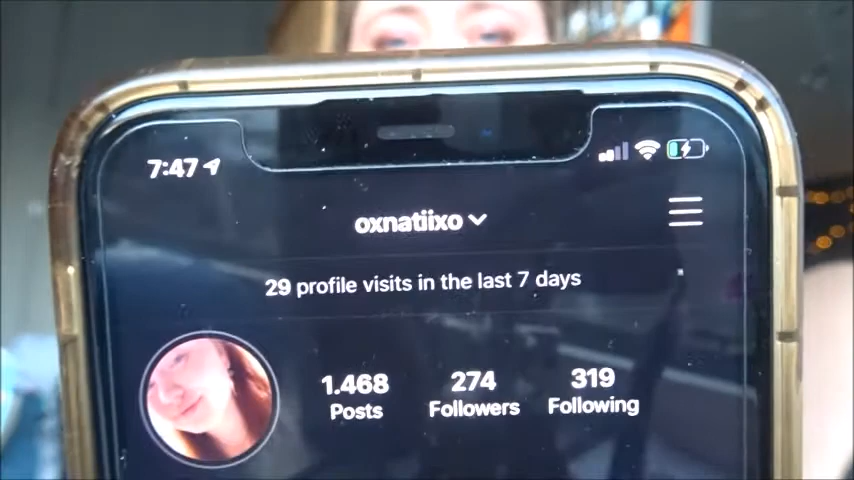 7:47
oxnatiixo
29 profile visits in the last 7 days
1.468 274 319
Posts Followers Following